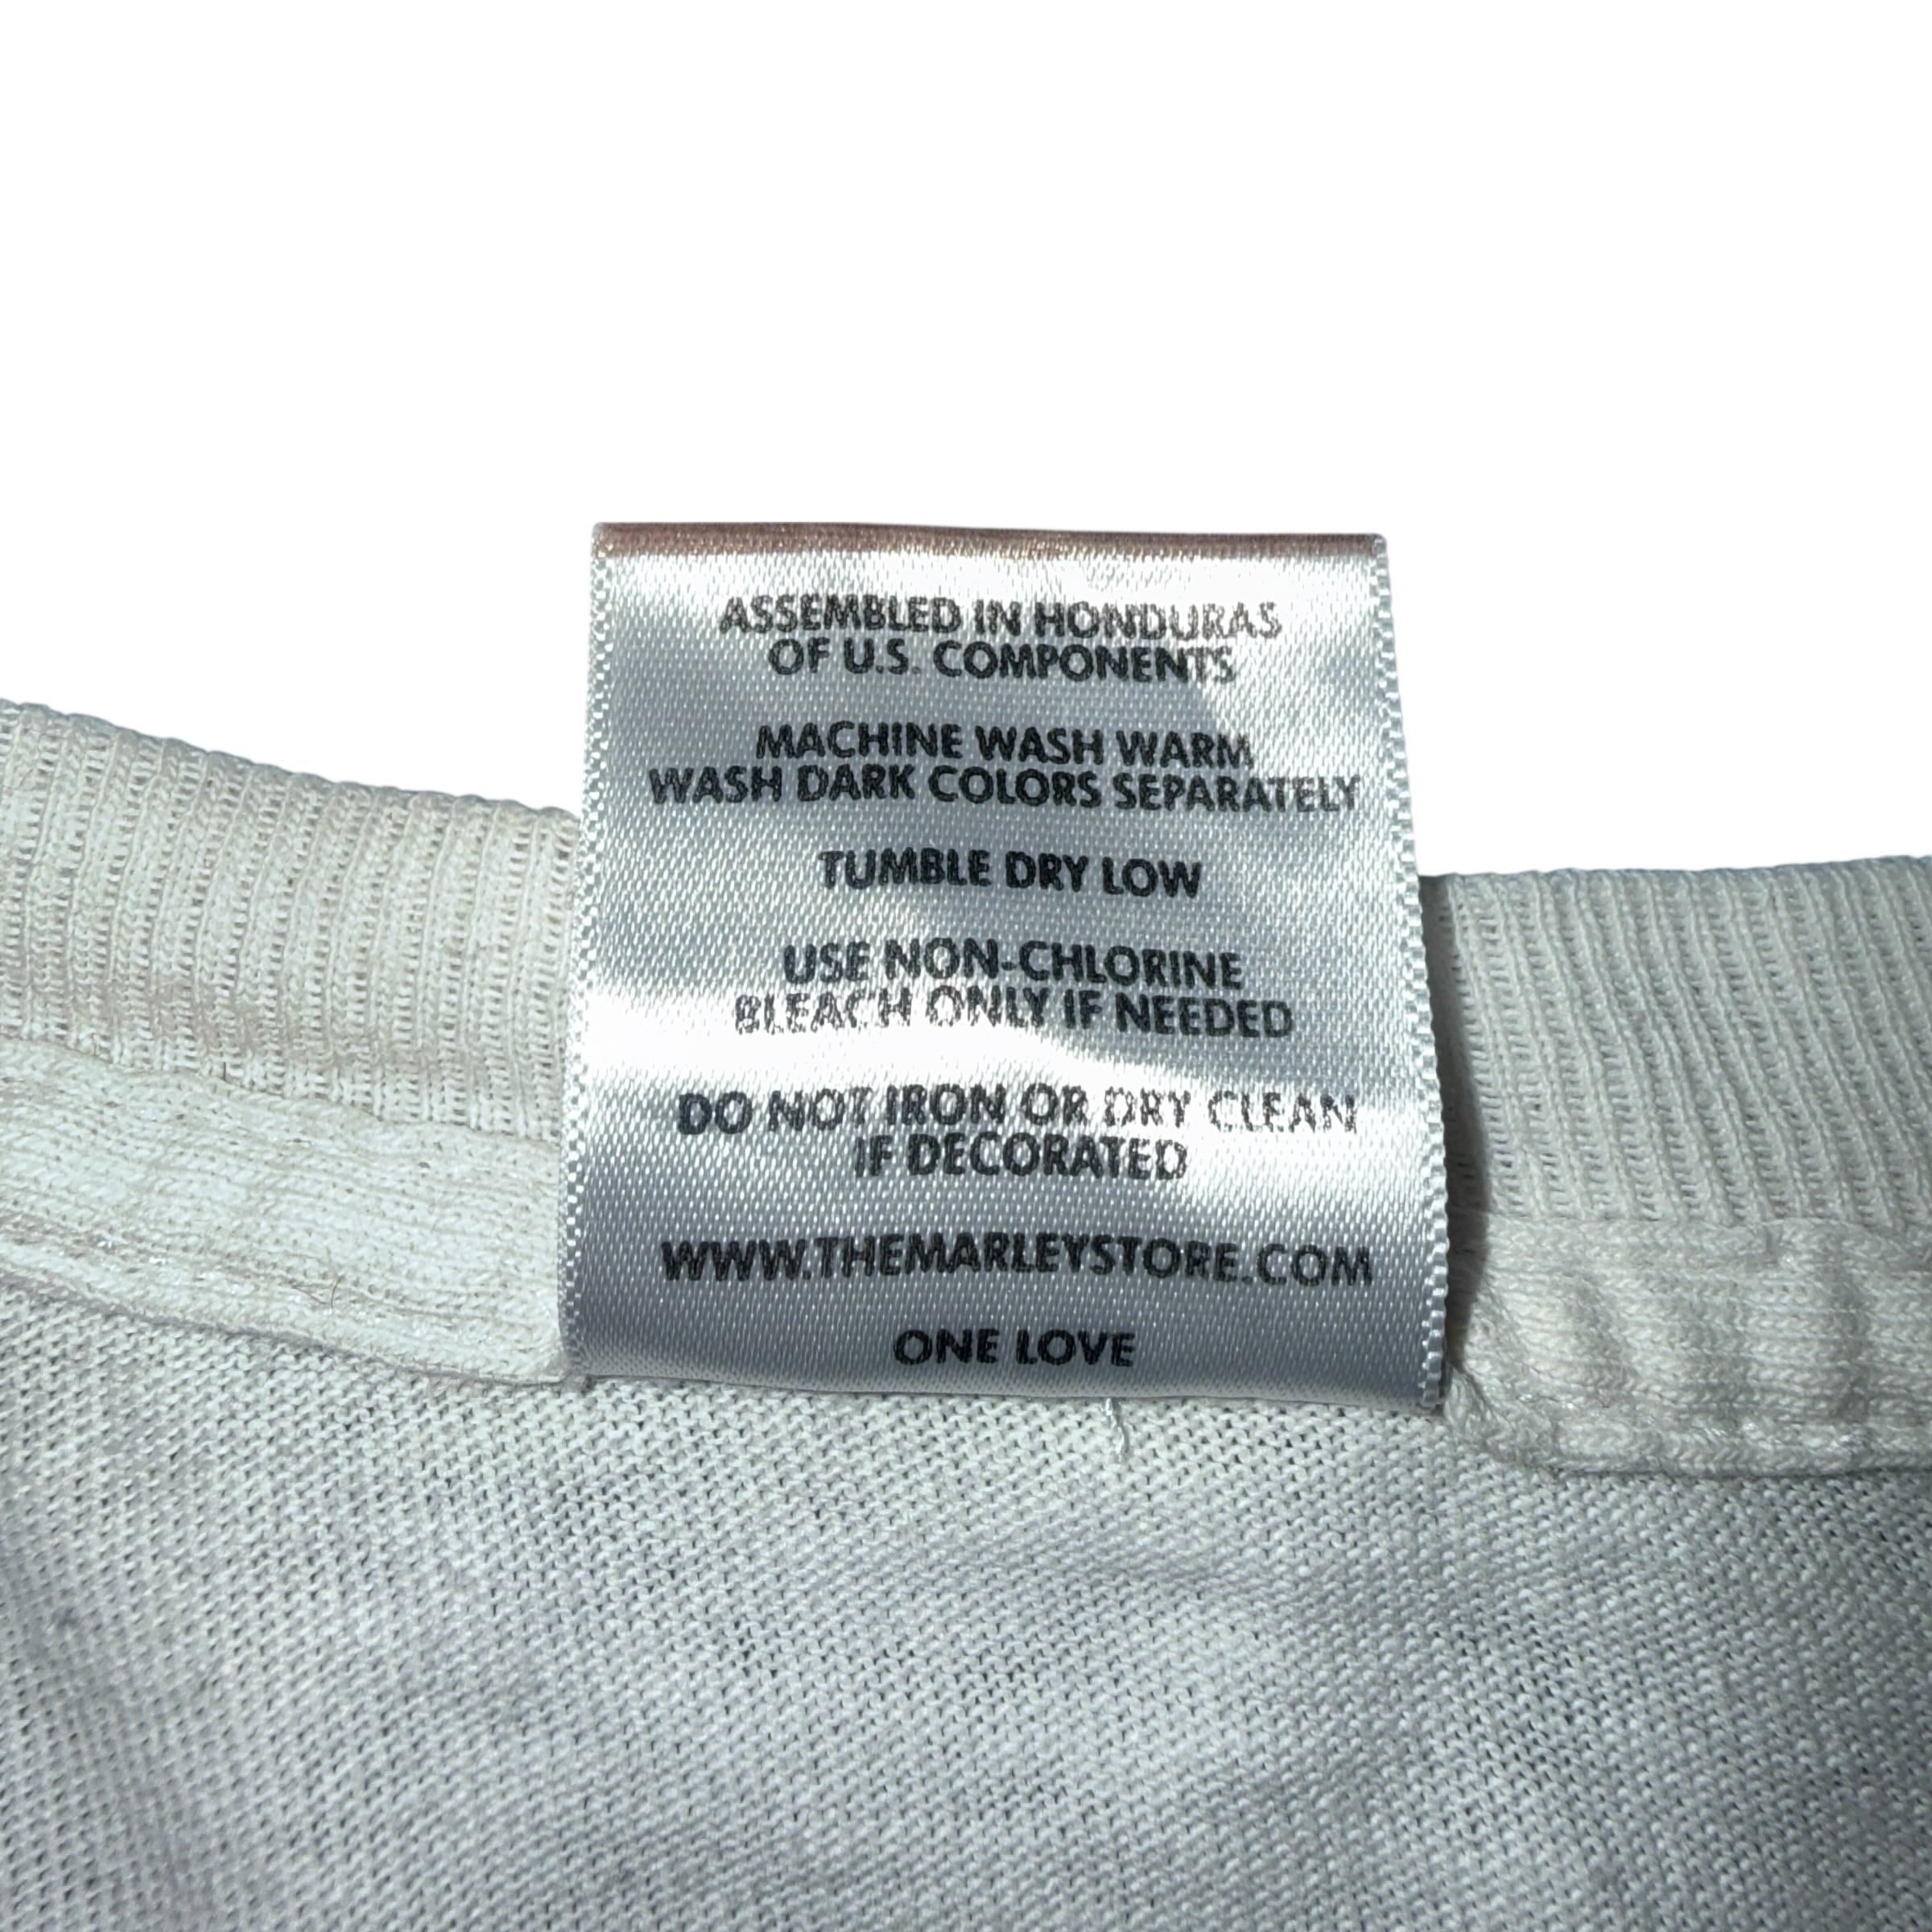 ASSEMBLED IN HONDURAS
OF U.S. COMPONENTS
MACHINE WASH WARM
WASH DARK COLORS SEPARATELY
TUMBLE DRY LOW
USE NON-CHLORINE
BLEACH ONLY IF NEEDED
DO NOT IRON OR DRY CLEAN
IF DECORATED
WWW.THEMARLEYSTORE.COM
ONE LOVE